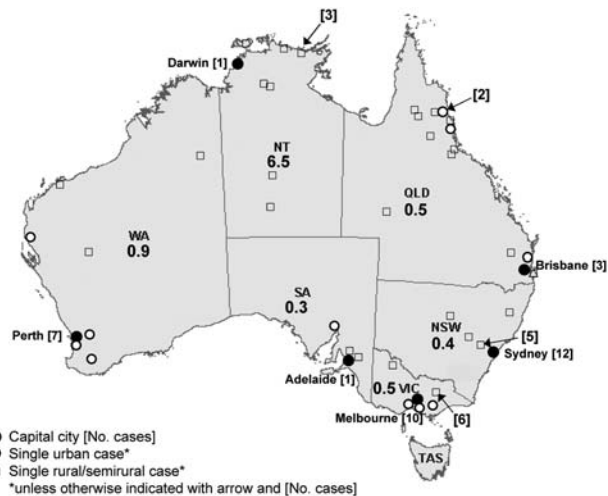 [3]
Darwin [1]
[2]
NT
6.5
QLD
0.5
WA
0.9
Brisbane [3]
SA
0.3
NSW
0.4
[5]
Perth [7]
Sydney [12]
Adelaide [1]
0.5 VIC
Melbourne [10]
[6]
TAS
Capital city [No. cases]
Single urban case*
Single rural/semirural case*
*unless otherwise indicated with arrow and [No. cases]